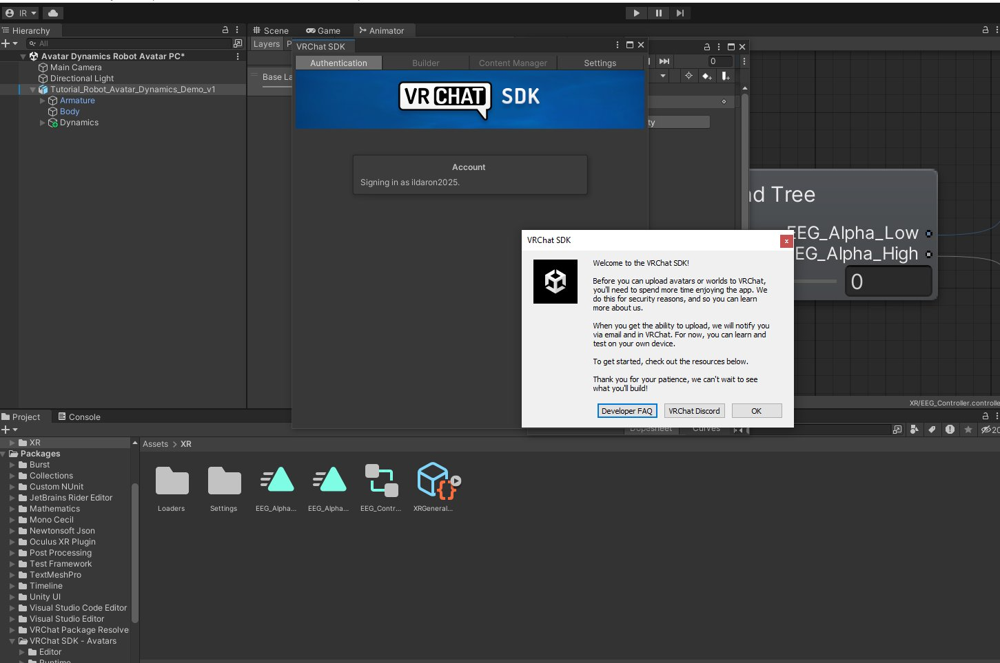 IR
Hierarchy
Scene
Game
Animator
All
Layers
VRChat SDK
Avatar Dynamics Robot Avatar PC*
Authentication
Builder
Content Manager
Settings
0
Main Camera
Base La
Directional Light
VRCHAT SDK
Tutorial_Robot_Avatar_Dynamics_Demo_v1
Armature
Body
Dynamics
ty
Account
Signing in as ildaron2025.
nd Tree
EEG_Alpha_Low
EEG_Alpha_High
0
VRChat SDK
x
Welcome to the VRChat SDK!
Before you can upload avatars or worlds to VRChat,
you'll need to spend more time enjoying the app. We
do this for security reasons, and so you can learn
more about us.
When you get the ability to upload, we will notify you
via email and in VRChat. For now, you can learn and
test on your own device.
To get started, check out the resources below.
Thank you for your patience, we can't wait to see
what you'll build!
Developer FAQ
VRChat Discord
OK
XR/EEG_Controller.controlle
Project
Console
Dopesheet
Curves
20
XR
Packages
Burst
Collections
Custom NUnit
JetBrains Rider Editor
Mathematics
Mono Cecil
Newtonsoft Json
Oculus XR Plugin
Post Processing
Test Framework
TextMeshPro
Timeline
Unity UI
Visual Studio Code Editor
Visual Studio Editor
VRChat Package Resolve
VRChat SDK - Avatars
Editor
Runtime
Assets > XR
Loaders
Settings
EEG_Alpha...
EEG_Alpha...
EEG_Contr...
XRGeneral...